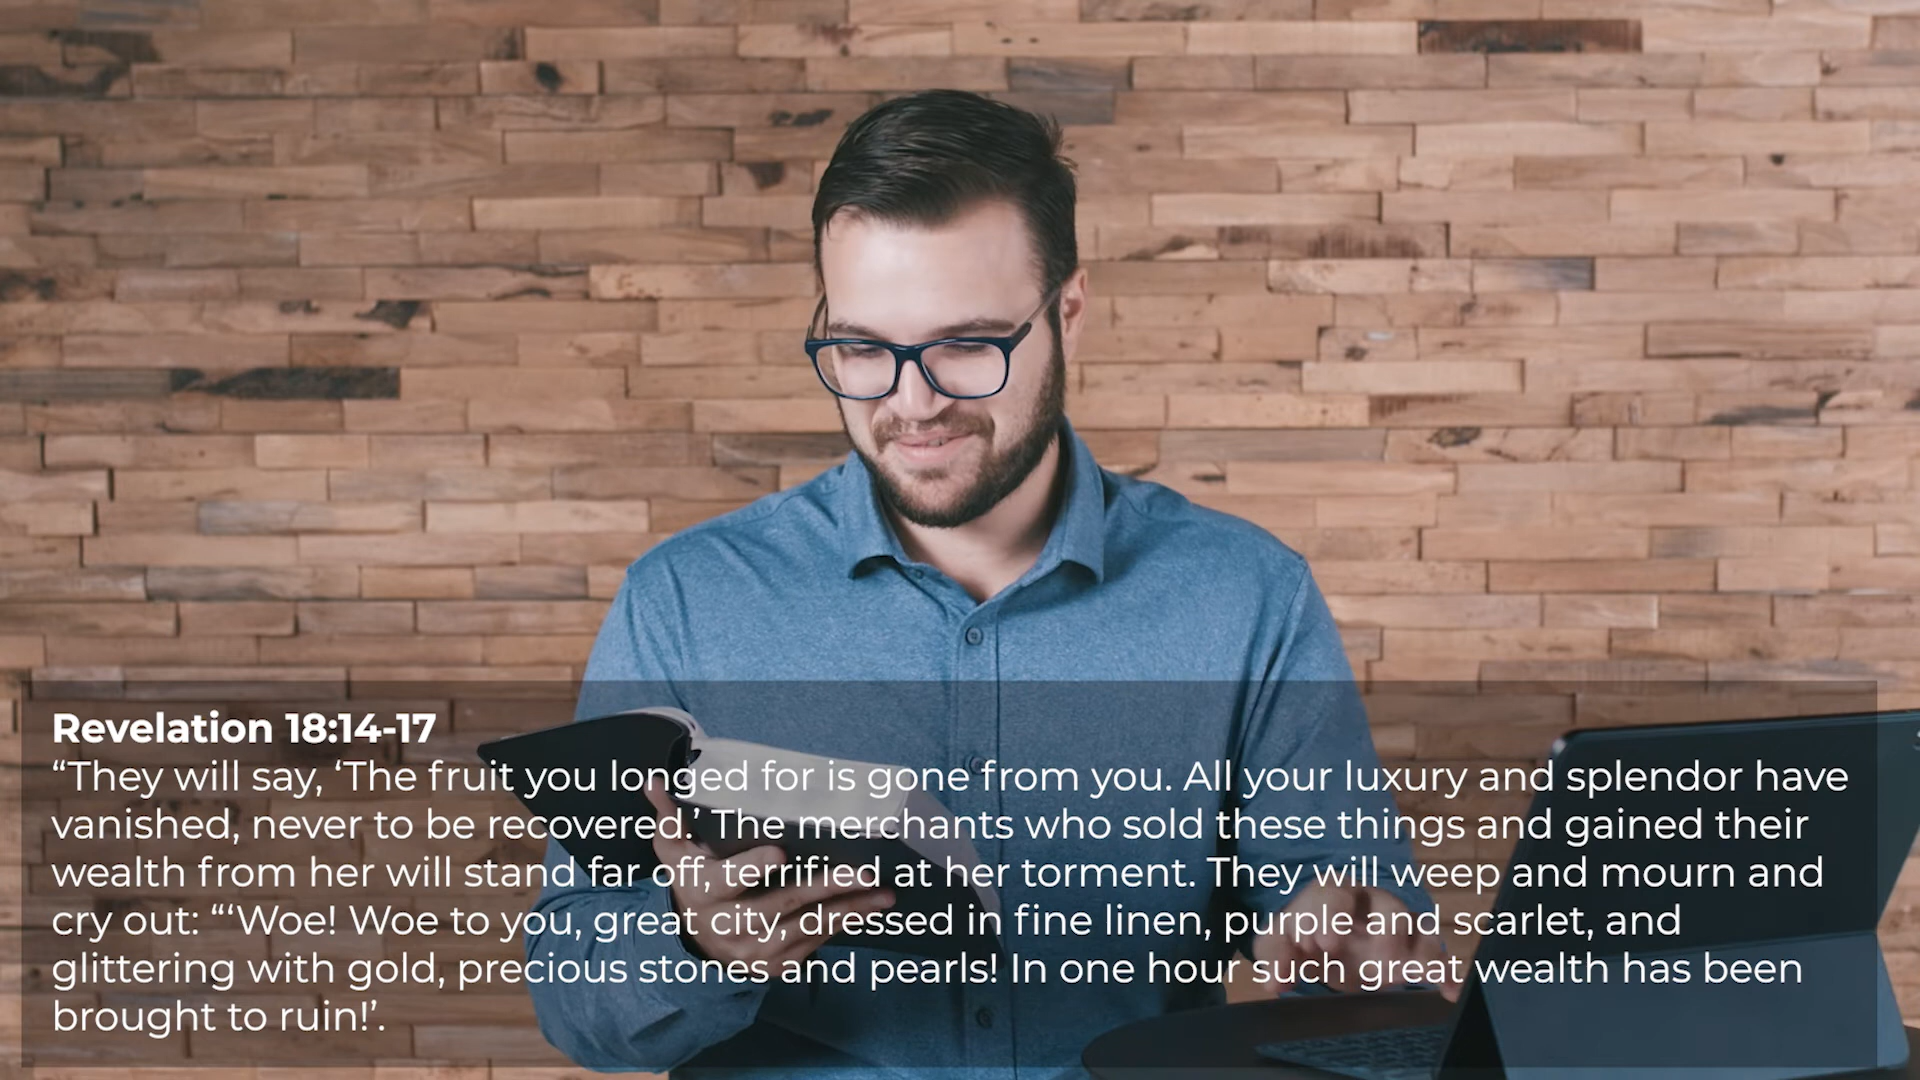 Revelation 18:14-17
“They will say, ‘The fruit you longed for is gone from you. All your luxury and splendor have
vanished, never to be recovered.’ The merchants who sold these things and gained their
wealth from her will stand far off, terrified at her torment. They will weep and mourn and
cry out: “‘Woe! Woe to you, great city, dressed in fine linen, purple and scarlet, and
glittering with gold, precious stones and pearls! In one hour such great wealth has been
brought to ruin!’.